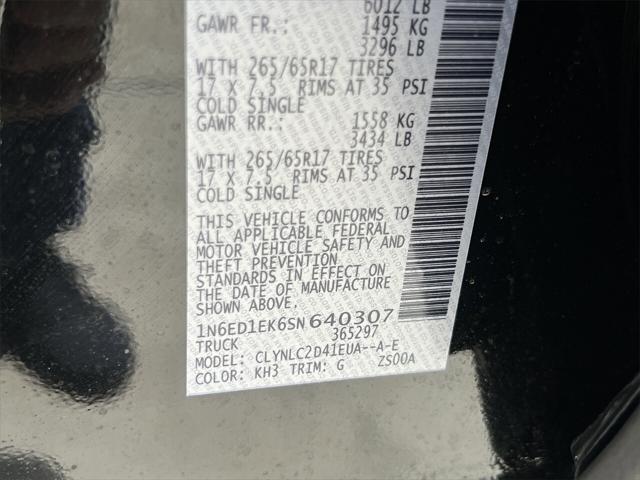 6012 LB
GAWR FR.: 1495 KG
3296 LB
WITH 265/65R17 TIRES
17 X 7.5 RIMS AT 35 PSI
COLD SINGLE
GAWR RR.: 1558 KG
3434 LB
WITH 265/65R17 TIRES
17 X 7.5 RIMS AT 35 PSI
COLD SINGLE
THIS VEHICLE CONFORMS TO
ALL APPLICABLE FEDERAL
MOTOR VEHICLE SAFETY AND
THEFT PREVENTION
STANDARDS IN EFFECT ON
THE DATE OF MANUFACTURE
SHOWN ABOVE.
1N6ED1EK6SN640307
TRUCK 365297
MODEL: CLYNLC2D41EUA--A-E
COLOR: KH3 TRIM: G ZS00A